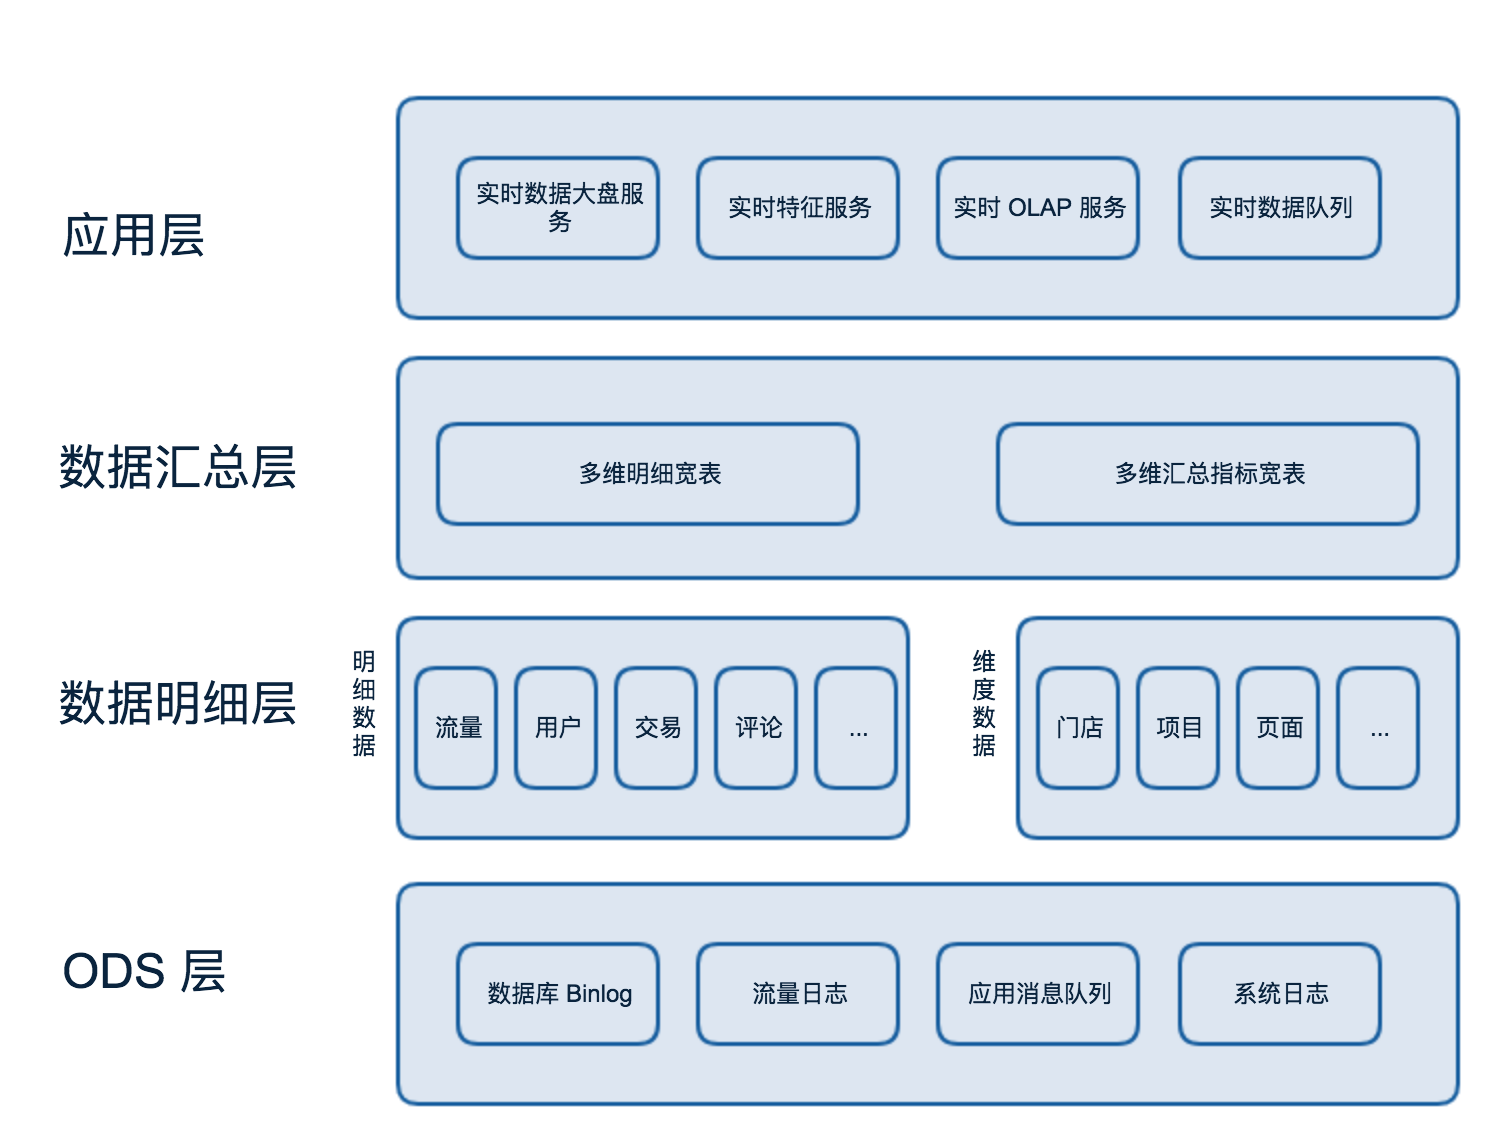 应用层
实时数据大盘服
务
实时特征服务
实时 OLAP 服务
实时数据队列
数据汇总层
多维明细宽表
多维汇总指标宽表
数据明细层
明
细
数
据
流量
用户
交易
评论
...
维
度
数
据
门店
项目
页面
...
ODS 层
数据库 Binlog
流量日志
应用消息队列
系统日志